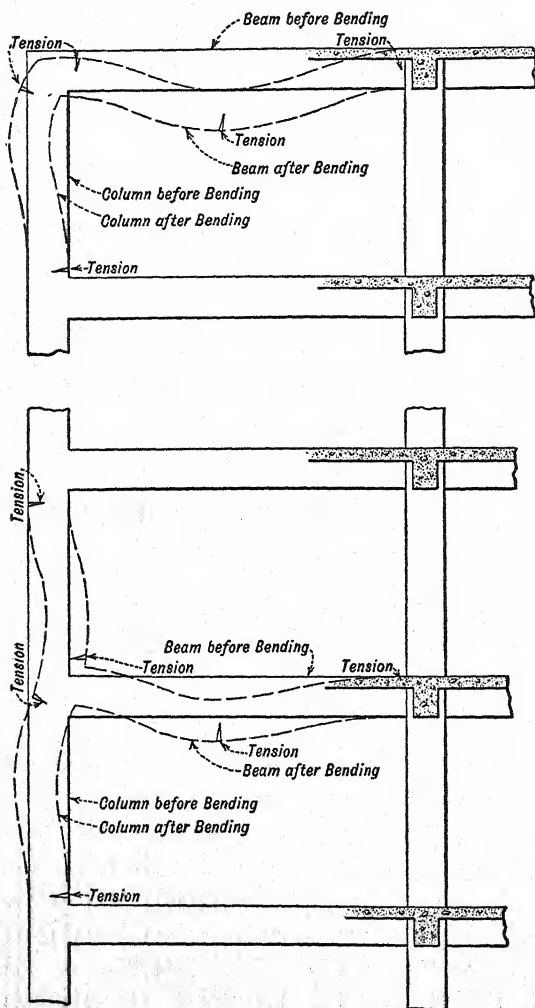 Beam before Bending
Tension
Tension
Tension
Beam after Bending
Column before Bending
Column after Bending
Tension
Tension
Beam before Bending
Tension
Tension
Tension
Tension
Beam after Bending
Column before Bending
Column after Bending
Tension